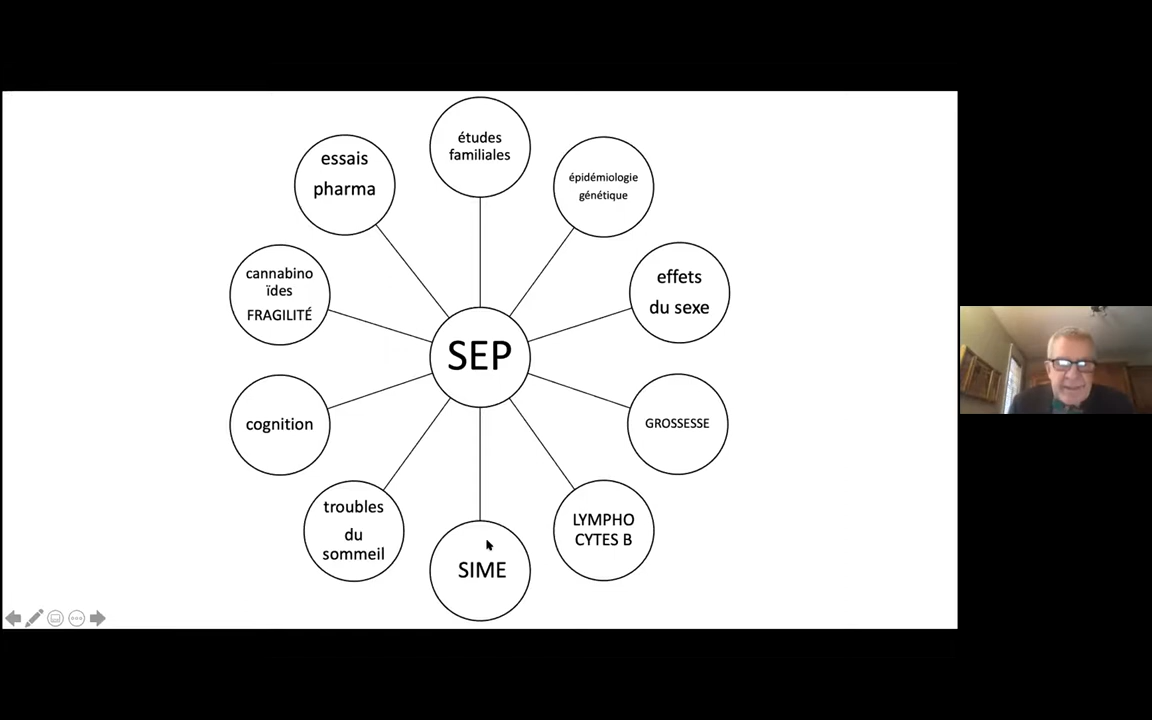 études
familiales
épidémiologie
génétique
effets
du sexe
GROSSESSE
LYMPHO
CYTES B
SIME
troubles
du
sommeil
cognition
cannabino
ïdes
FRAGILITÉ
essais
pharma
SEP